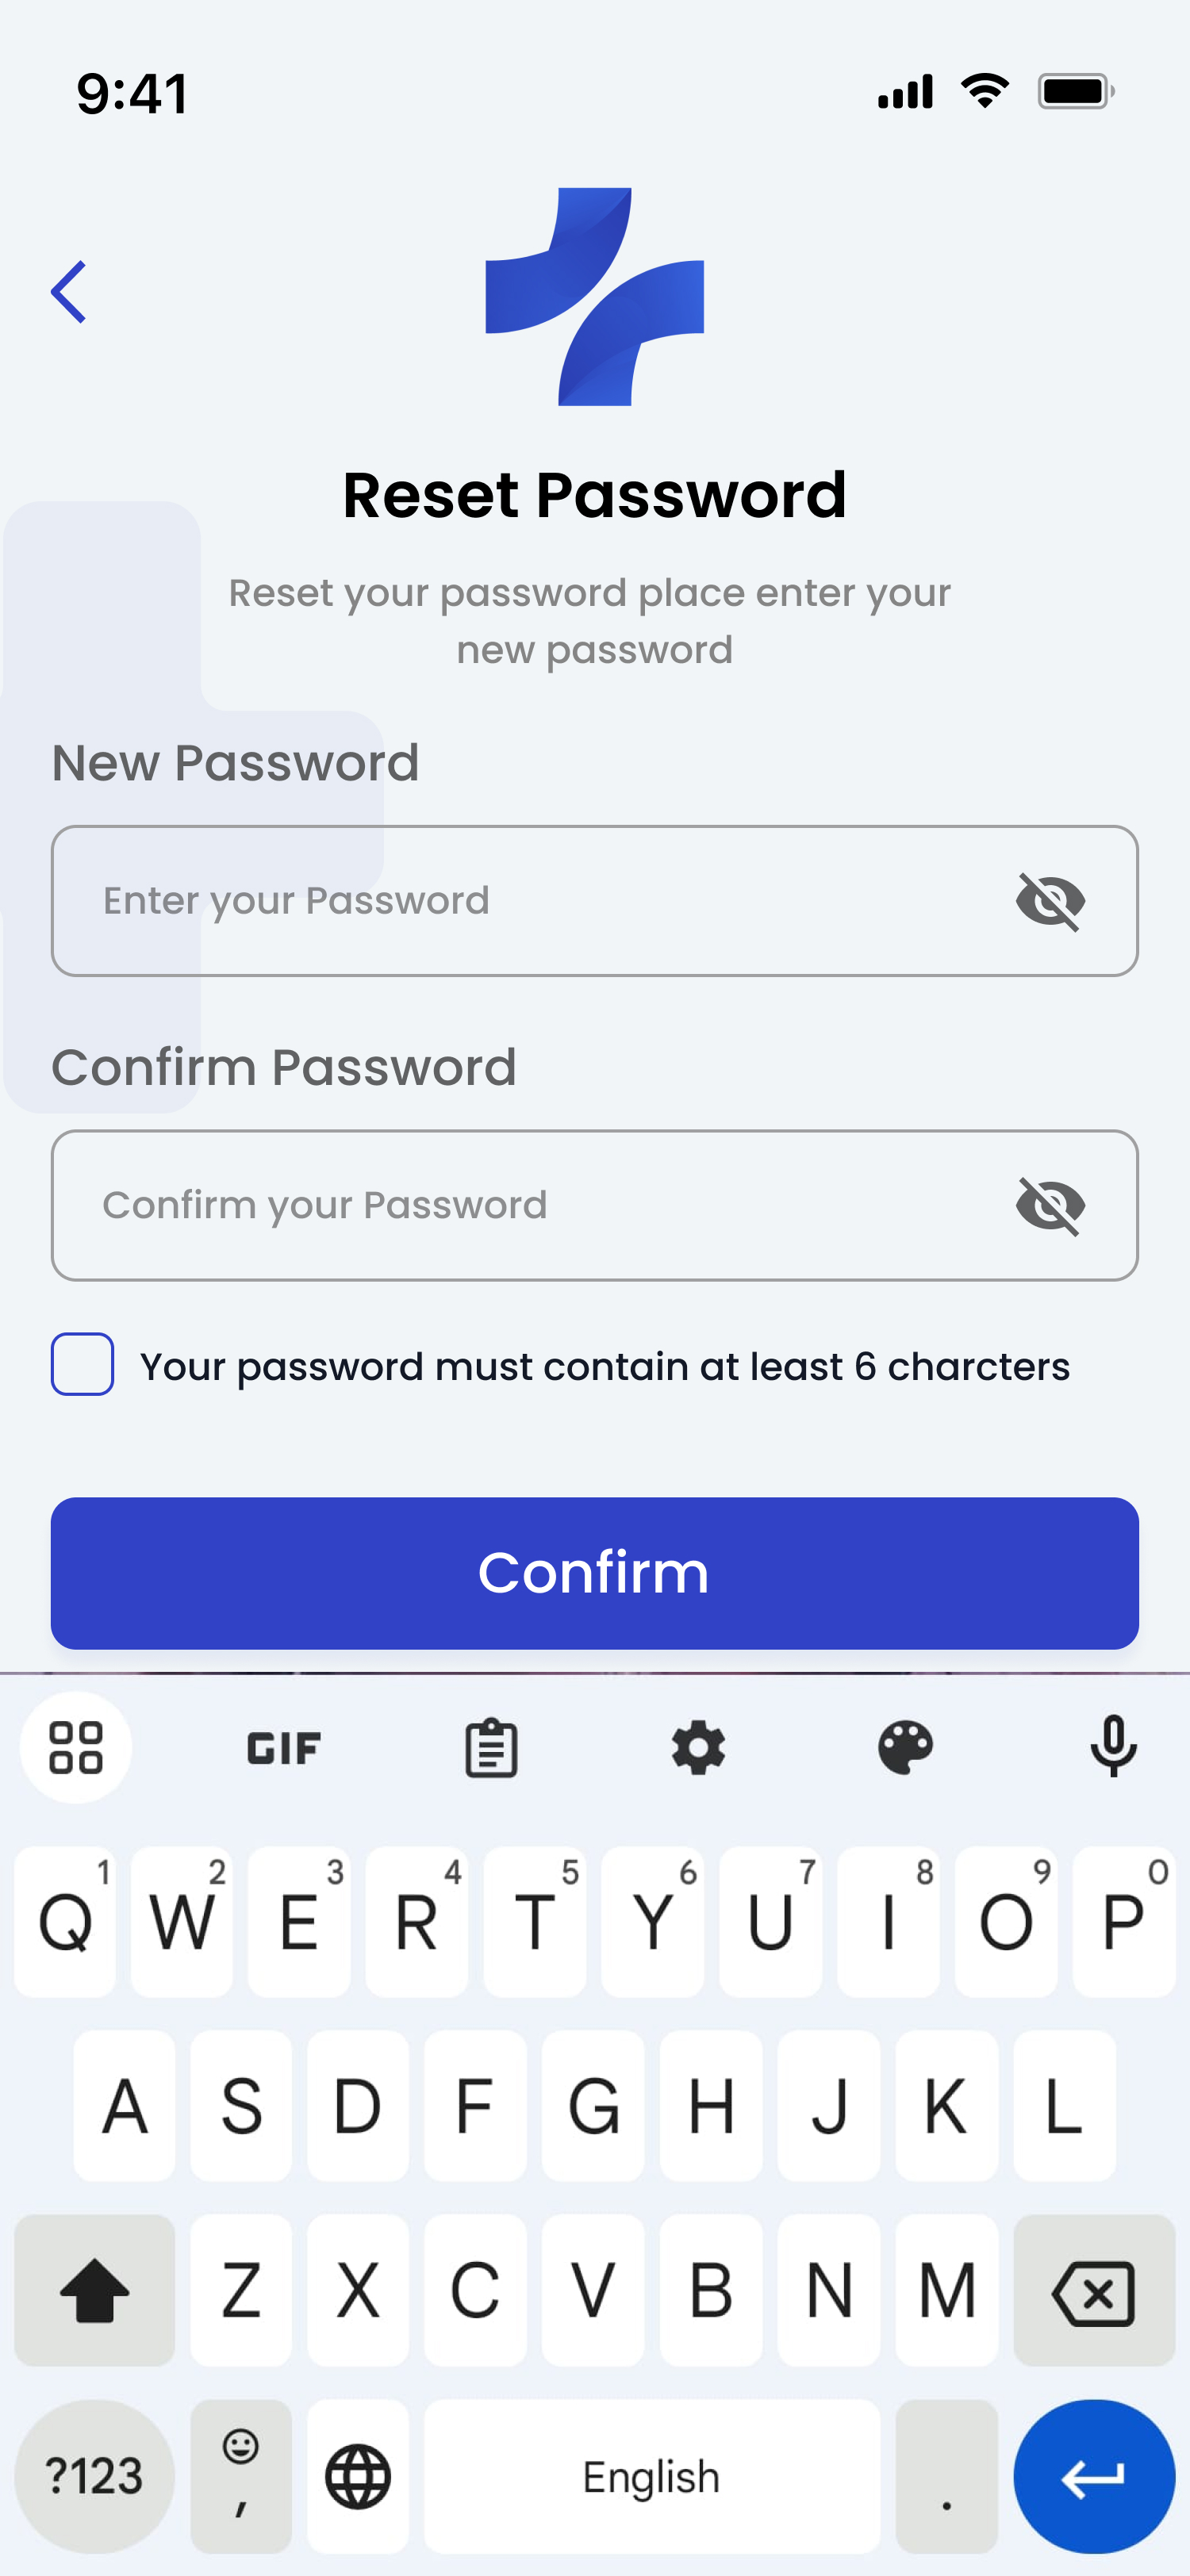 9:41
Reset Password
Reset your password place enter your
new password
New Password
Enter your Password
Confirm Password
Confirm your Password
Your password must contain at least 6 charcters
Confirm
GIF
1 2 3 4 5 6 7 8 9 0
Q W E R T Y U I O P
A S D F G H J K L
Z X C V B N M
?123 , English .